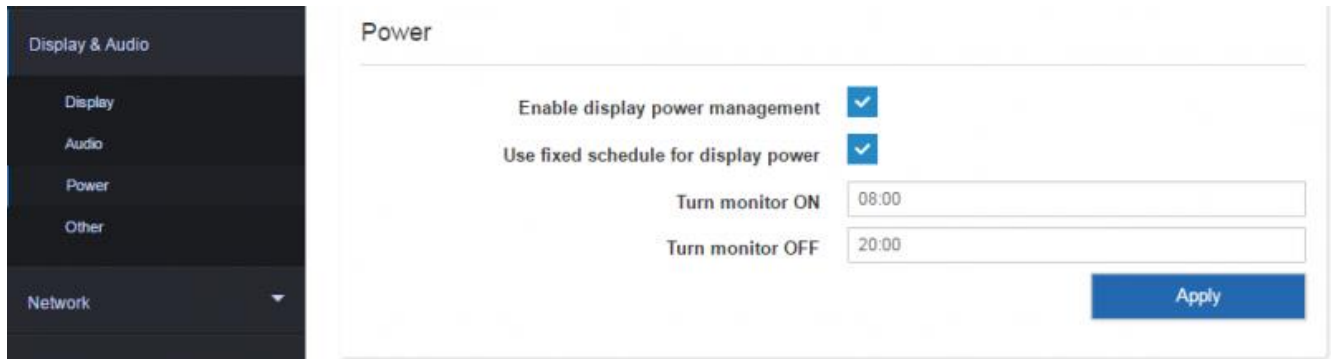 Display & Audio
Display
Audio
Power
Other
Network
Power
Enable display power management
Use fixed schedule for display power
Turn monitor ON 08:00
Turn monitor OFF 20:00
Apply